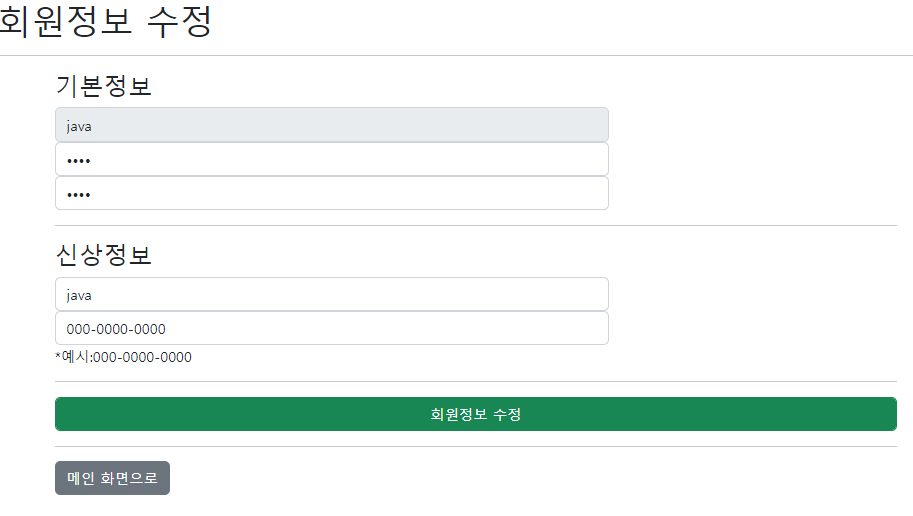 회원정보 수정
기본정보
java
••••
••••
신상정보
java
000-0000-0000
*예시:000-0000-0000
회원정보 수정
메인 화면으로